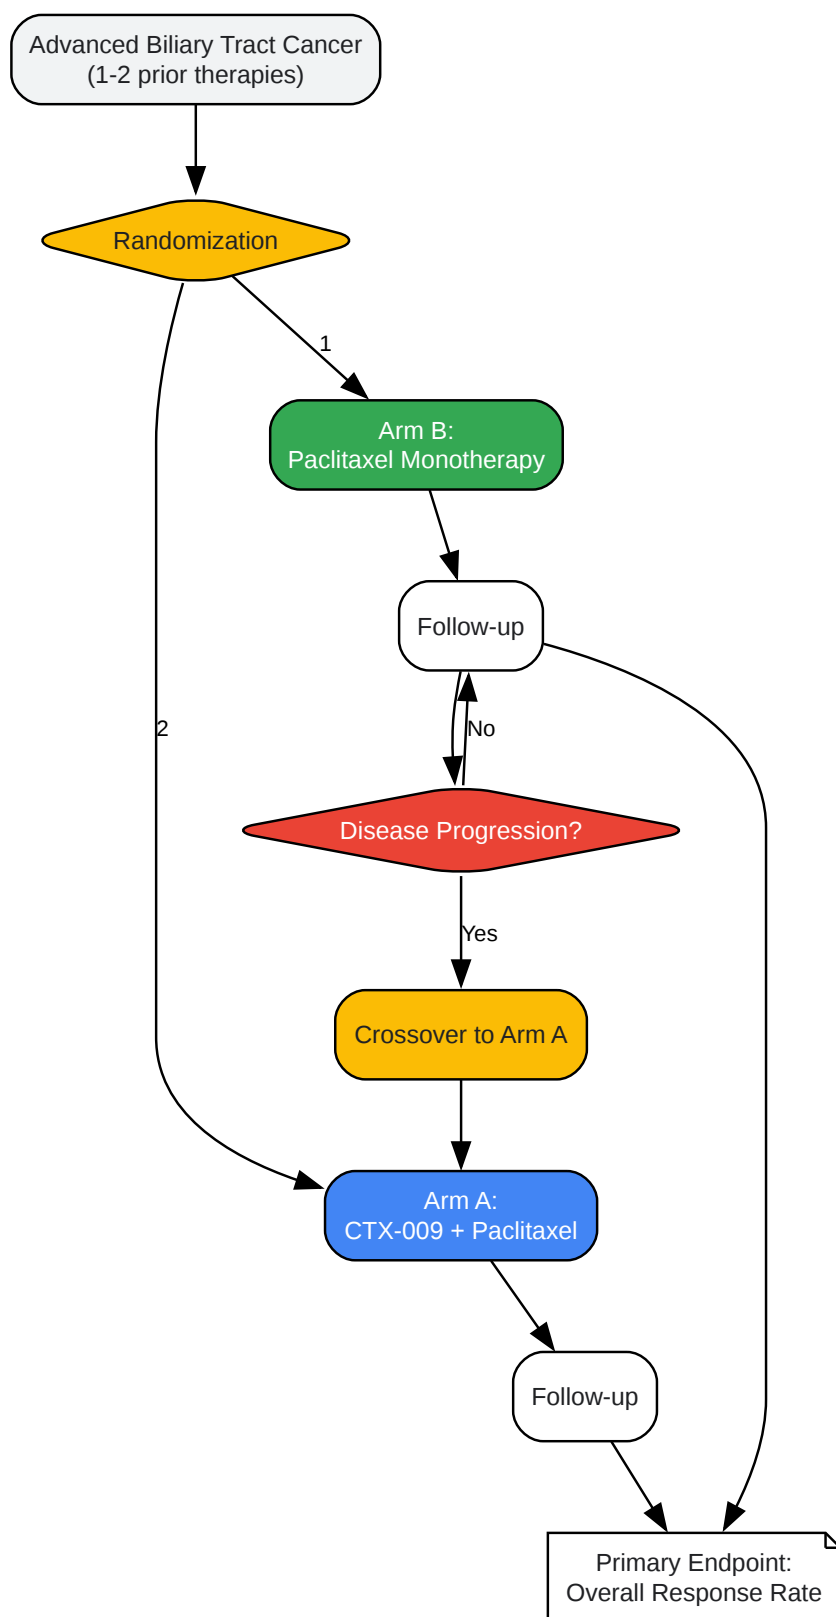 Advanced Biliary Tract Cancer
(1-2 prior therapies)
Randomization
1
Arm B:
Paclitaxel Monotherapy
Follow-up
2
No
Disease Progression?
Yes
Crossover to Arm A
Arm A:
CTX-009 + Paclitaxel
Follow-up
Primary Endpoint:
Overall Response Rate